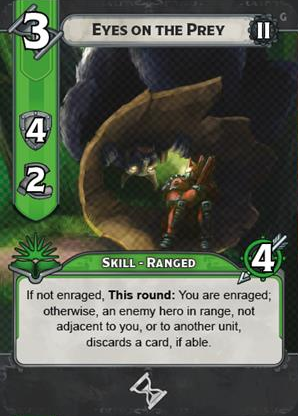 3
EYES ON THE PREY
II
G
4
2
SKILL - RANGED
4
If not enraged, This round: You are enraged;
otherwise, an enemy hero in range, not
adjacent to you, or to another unit,
discards a card, if able.